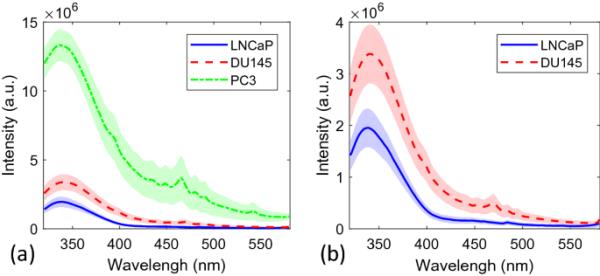 15 ×10⁶
10
5
0
350 400 450 500 550
Intensity (a.u.)
Wavelengh (nm)
LNCaP
DU145
PC3
(a)
4 ×10⁶
3
2
1
0
350 400 450 500 550
Intensity (a.u.)
Wavelengh (nm)
LNCaP
DU145
(b)